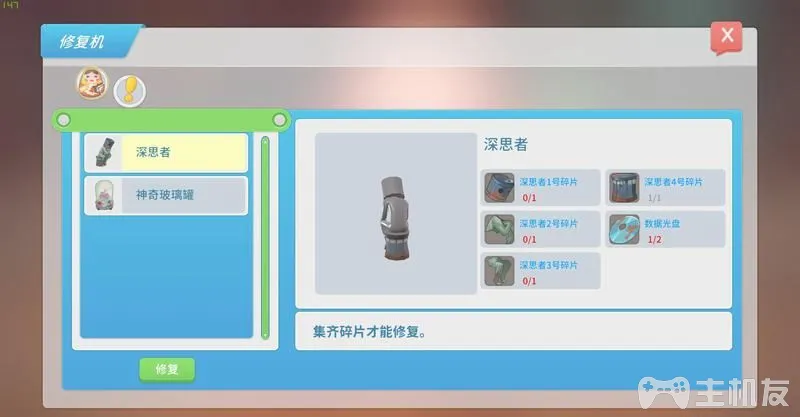 147
修复机
X
深思者
神奇玻璃罐
修复
深思者
深思者1号碎片
0/1
深思者4号碎片
1/1
深思者2号碎片
0/1
数据光盘
1/2
深思者3号碎片
0/1
集齐碎片才能修复。
主机友